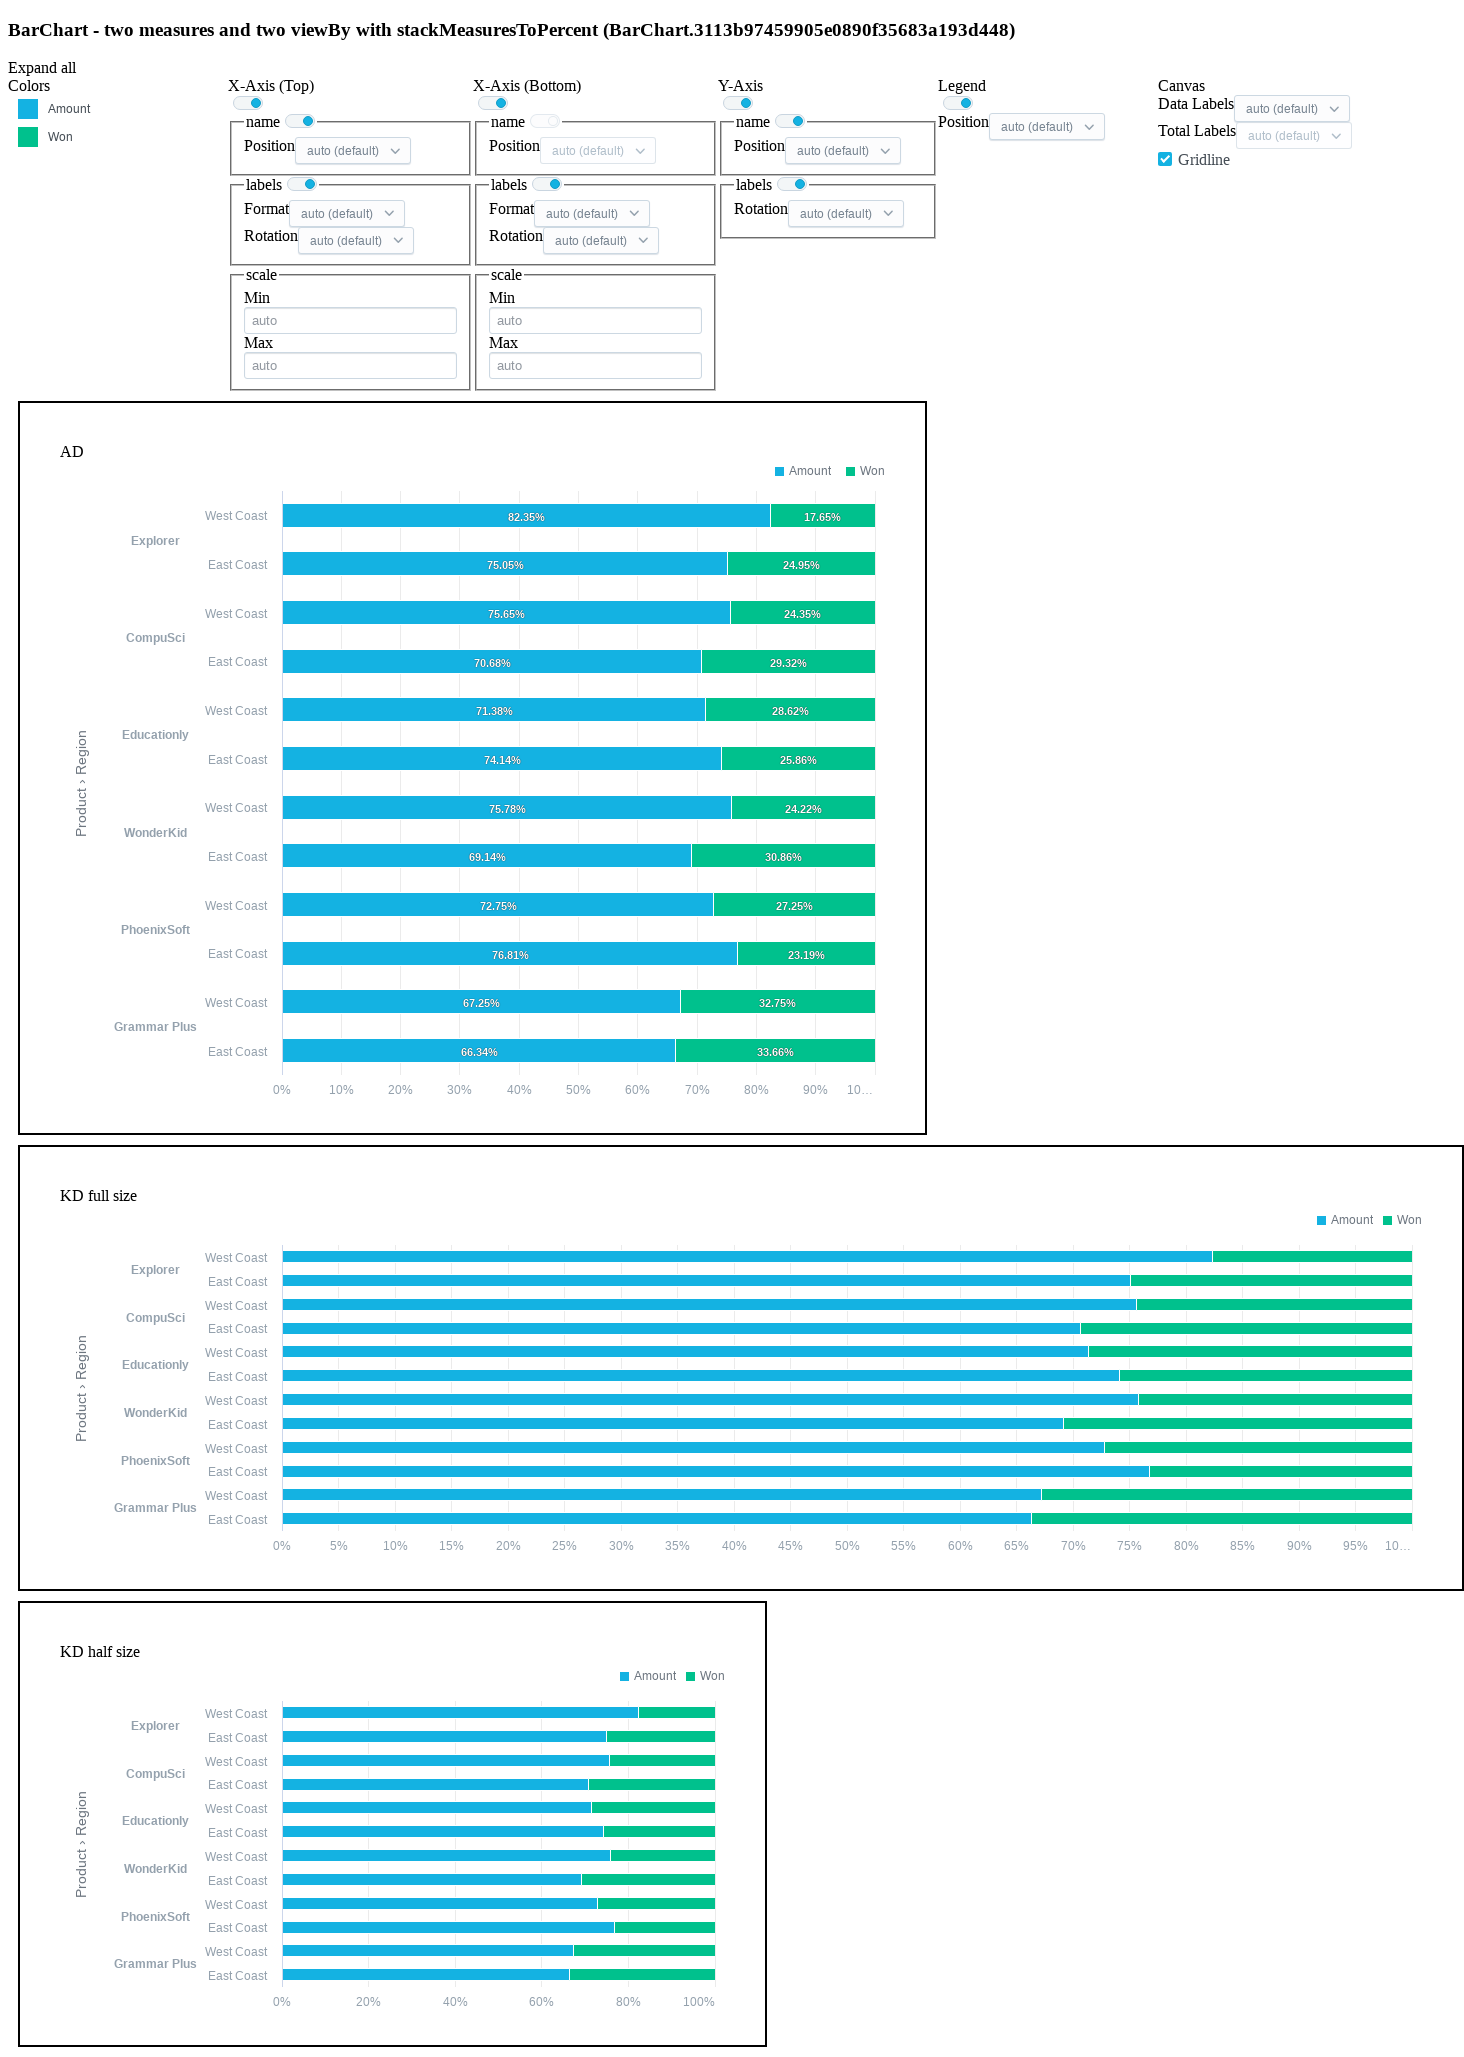 BarChart - two measures and two viewBy with stackMeasuresToPercent (BarChart.3113b97459905e0890f35683a193d448)
Expand all
Colors
Amount
Won
X-Axis (Top)
name
Position auto (default)
labels
Format auto (default)
Rotation auto (default)
scale
Min
auto
Max
auto
X-Axis (Bottom)
name
Position auto (default)
labels
Format auto (default)
Rotation auto (default)
scale
Min
auto
Max
auto
Y-Axis
name
Position auto (default)
labels
Rotation auto (default)
Legend
Position auto (default)
Canvas
Data Labels auto (default)
Total Labels auto (default)
Gridline
AD
Amount Won
Product › Region
Explorer
West Coast 82.35% 17.65%
East Coast 75.05% 24.95%
CompuSci
West Coast 75.65% 24.35%
East Coast 70.68% 29.32%
Educationly
West Coast 71.38% 28.62%
East Coast 74.14% 25.86%
WonderKid
West Coast 75.78% 24.22%
East Coast 69.14% 30.86%
PhoenixSoft
West Coast 72.75% 27.25%
East Coast 76.81% 23.19%
Grammar Plus
West Coast 67.25% 32.75%
East Coast 66.34% 33.66%
0% 10% 20% 30% 40% 50% 60% 70% 80% 90% 10…
KD full size
Amount Won
Product › Region
Explorer
West Coast
East Coast
CompuSci
West Coast
East Coast
Educationly
West Coast
East Coast
WonderKid
West Coast
East Coast
PhoenixSoft
West Coast
East Coast
Grammar Plus
West Coast
East Coast
0% 5% 10% 15% 20% 25% 30% 35% 40% 45% 50% 55% 60% 65% 70% 75% 80% 85% 90% 95% 10…
KD half size
Amount Won
Product › Region
Explorer
West Coast
East Coast
CompuSci
West Coast
East Coast
Educationly
West Coast
East Coast
WonderKid
West Coast
East Coast
PhoenixSoft
West Coast
East Coast
Grammar Plus
West Coast
East Coast
0% 20% 40% 60% 80% 100%